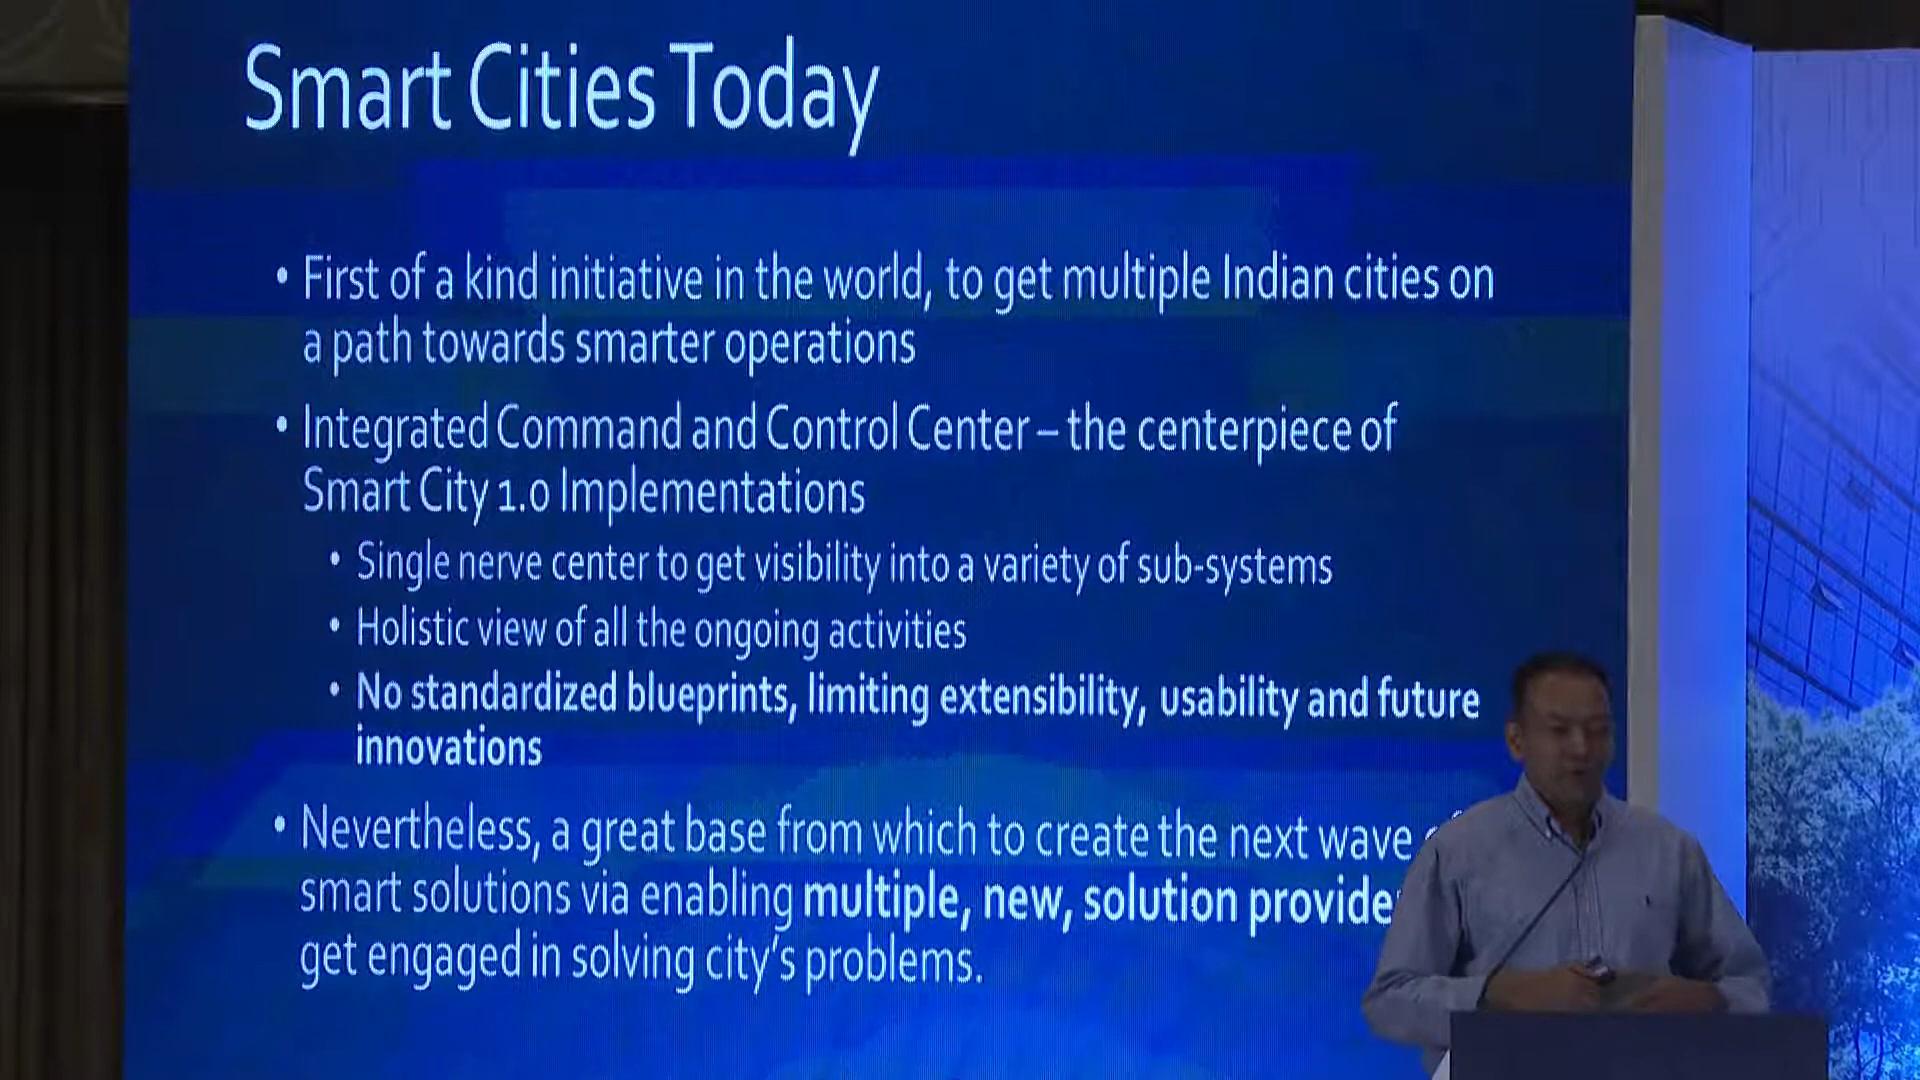 Smart Cities Today
• First of a kind initiative in the world, to get multiple Indian cities on
a path towards smarter operations
• Integrated Command and Control Center – the centerpiece of
Smart City 1.0 Implementations
• Single nerve center to get visibility into a variety of sub-systems
• Holistic view of all the ongoing activities
• No standardized blueprints, limiting extensibility, usability and future
innovations
• Nevertheless, a great base from which to create the next wave
smart solutions via enabling multiple, new, solution
get engaged in solving city's problems.